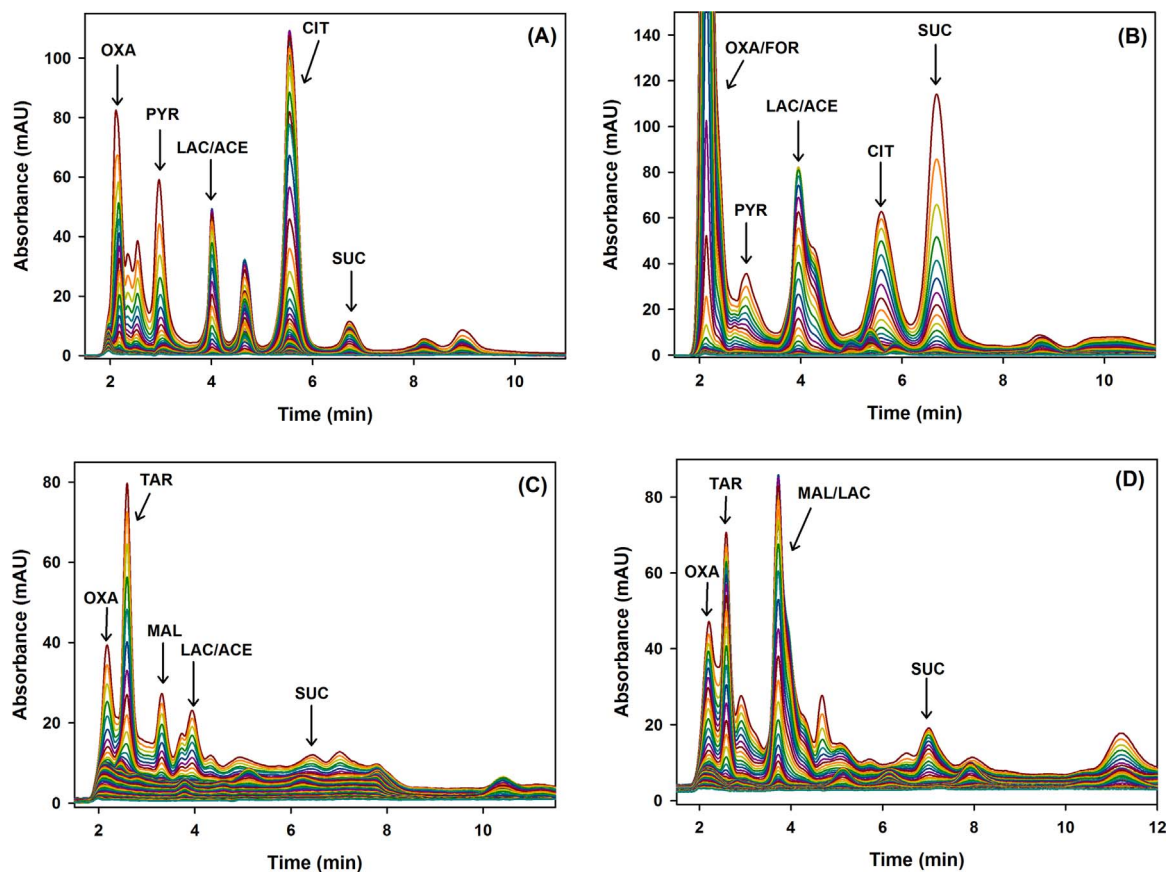 (A)
OXA
CIT
PYR
LAC/ACE
SUC
Absorbance (mAU)
100
80
60
40
20
0
2 4 6 8 10
Time (min)
(B)
SUC
OXA/FOR
LAC/ACE
CIT
PYR
Absorbance (mAU)
140
120
100
80
60
40
20
0
2 4 6 8 10
Time (min)
(C)
TAR
OXA
MAL
LAC/ACE
SUC
Absorbance (mAU)
80
60
40
20
0
2 4 6 8 10
Time (min)
(D)
TAR
MAL/LAC
OXA
SUC
Absorbance (mAU)
80
60
40
20
0
2 4 6 8 10 12
Time (min)